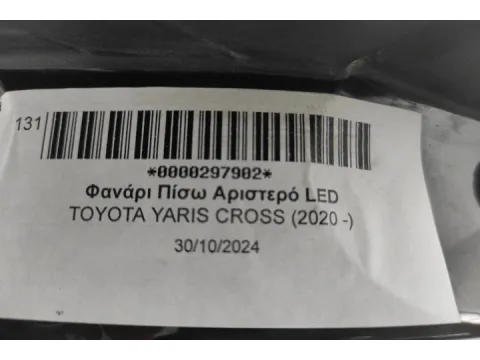 131
*0000297902*
Φανάρι Πίσω Αριστερό LED
TOYOTA YARIS CROSS (2020 -)
30/10/2024